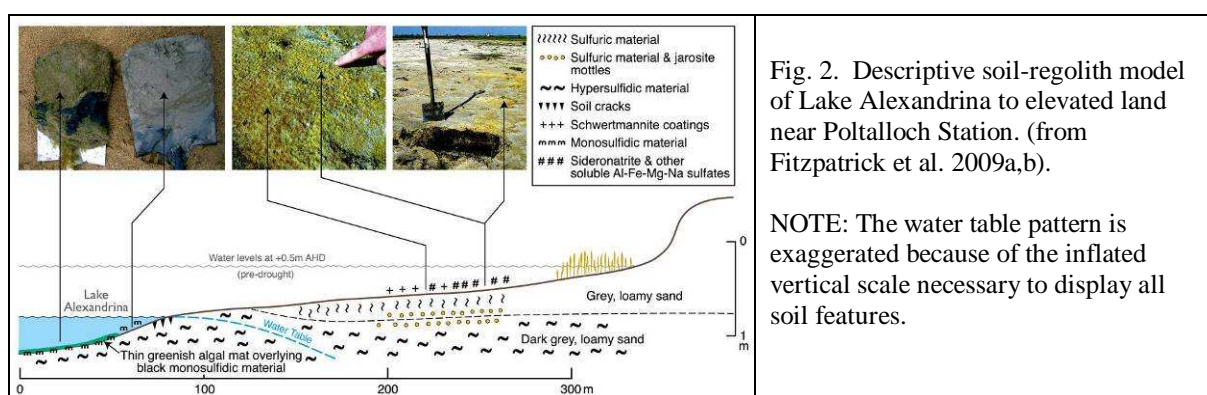 Sulfuric material
Sulfuric material & jarosite
mottles
Hypersulfidic material
Soil cracks
+++ Schwertmannite coatings
mmm Monosulfidic material
### Sideronatrite & other
soluble Al-Fe-Mg-Na sulfates
Water levels at +0.5m AHD
(pre-drought)
Lake
Alexandrina
Water Table
Thin greenish algal mat overlying
black monosulfidic material
Grey, loamy sand
Dark grey, loamy sand
0
1
m
0
100
200
300 m
Fig. 2. Descriptive soil-regolith model
of Lake Alexandrina to elevated land
near Poltalloch Station. (from
Fitzpatrick et al. 2009a,b).
NOTE: The water table pattern is
exaggerated because of the inflated
vertical scale necessary to display all
soil features.